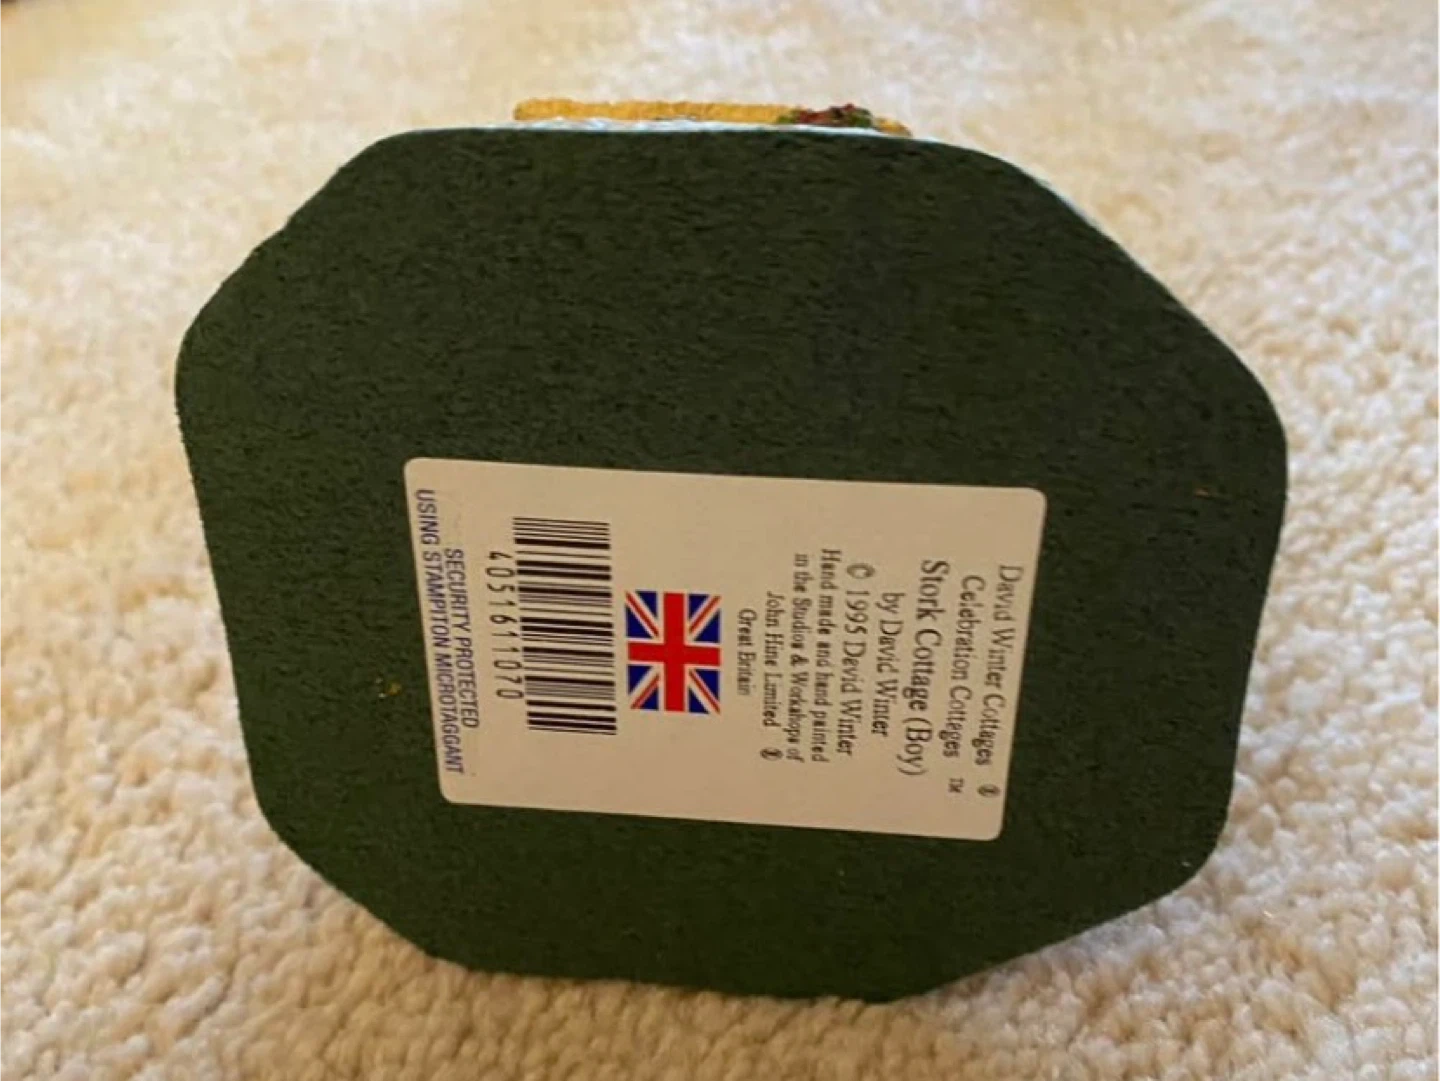 David Winter Cottages ®
Celebration Cottages ™
Stork Cottage (Boy)
by David Winter
© 1995 David Winter
Hand made and hand painted
in the Studios & Workshops of
John Hine Limited ®
Great Britain
4051611070
SECURITY PROTECTED
USING STAMPTON MICROTAGGANT